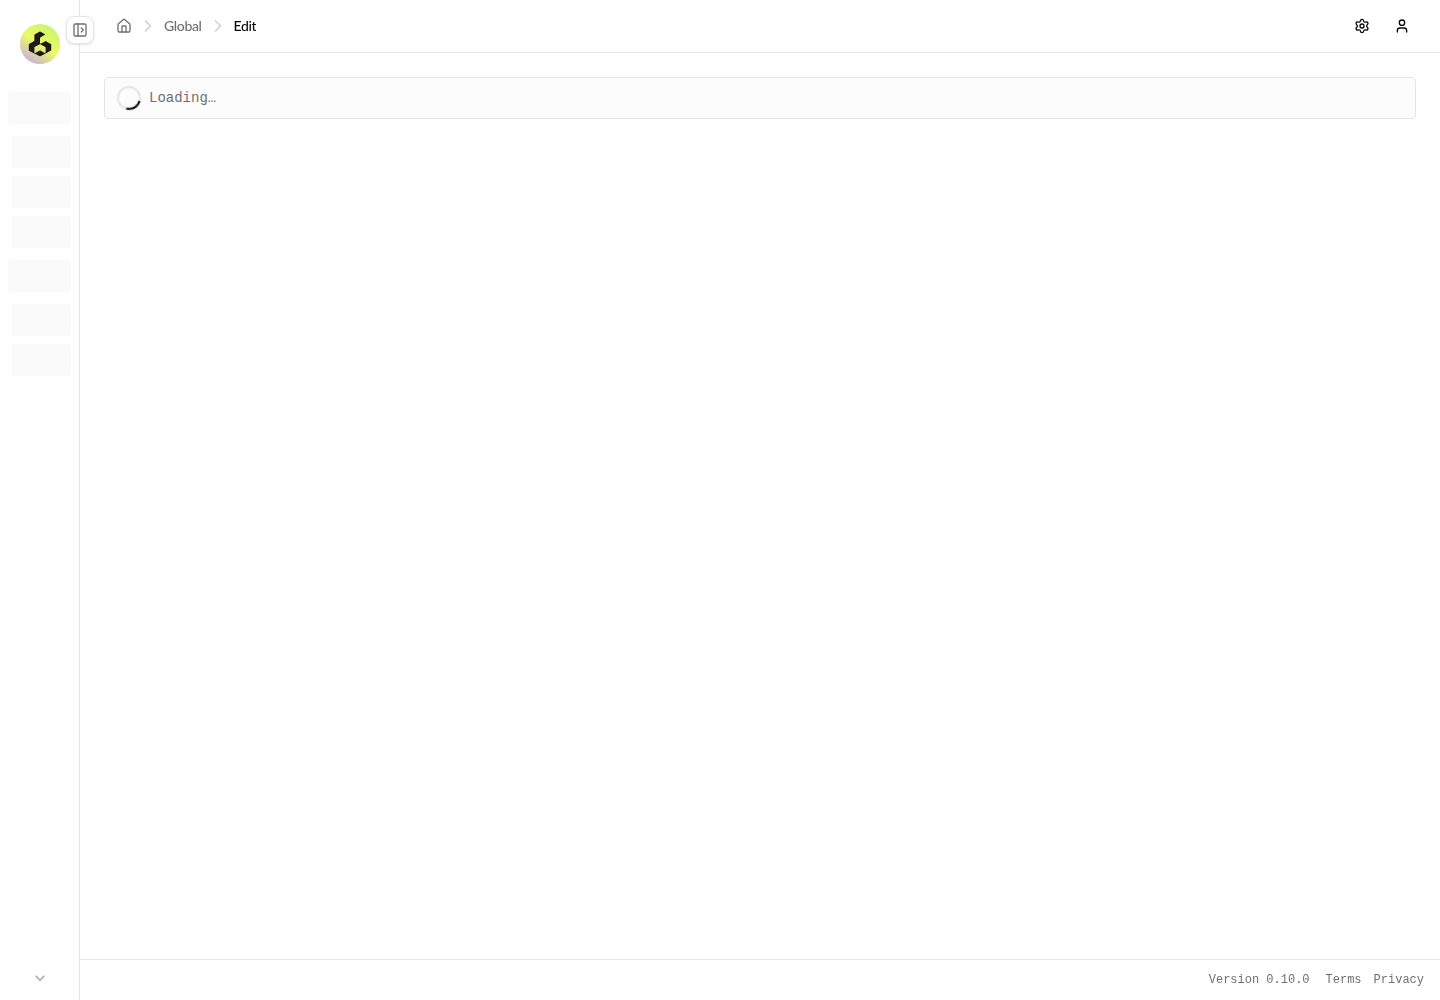 Global
Edit
Loading…
Version 0.10.0
Terms
Privacy